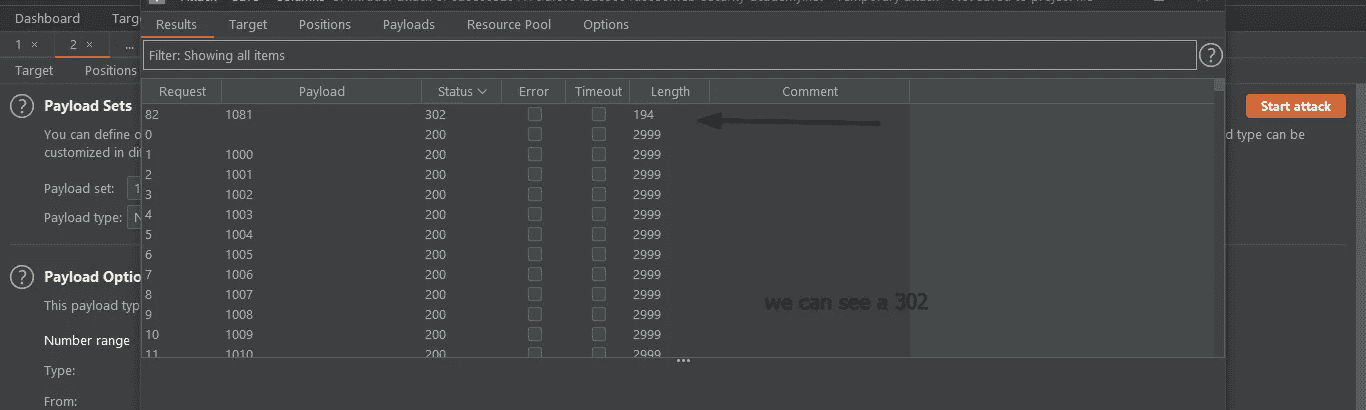 Dashboard Targ
Results Target Positions Payloads Resource Pool Options
1 × 2 × ...
Filter: Showing all items ?
Target Positions
Request Payload Status Error Timeout Length Comment
? Payload Sets
Start attack
82 1081 302 194
You can define
0 200 2999
d type can be
customized in di
1 1000 200 2999
2 1001 200 2999
Payload set: 1
3 1002 200 2999
Payload type: N
4 1003 200 2999
5 1004 200 2999
6 1005 200 2999
? Payload Optio
7 1006 200 2999
8 1007 200 2999
This payload typ
we can see a 302
9 1008 200 2999
10 1009 200 2999
Number range
11 1010 200 2999
...
Type:
From: